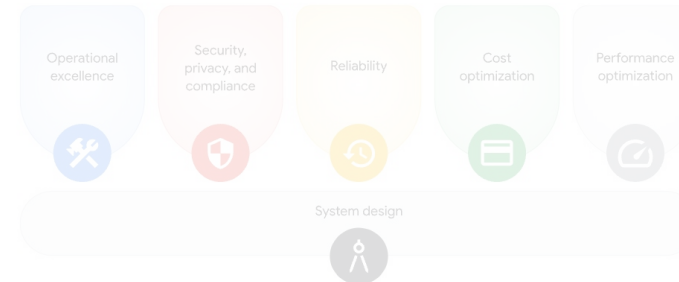 Operational
excellence
Security,
privacy, and
compliance
Reliability
Cost
optimization
Performance
optimization
System design